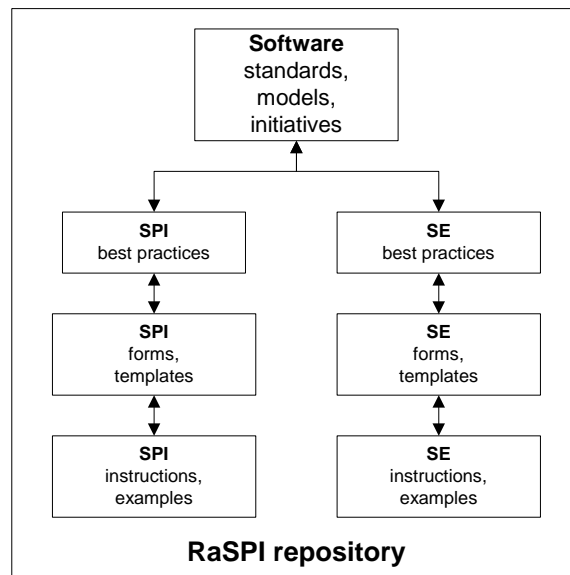 Software
standards,
models,
initiatives
SPI
best practices
SE
best practices
SPI
forms,
templates
SE
forms,
templates
SPI
instructions,
examples
SE
instructions,
examples
RaSPI repository